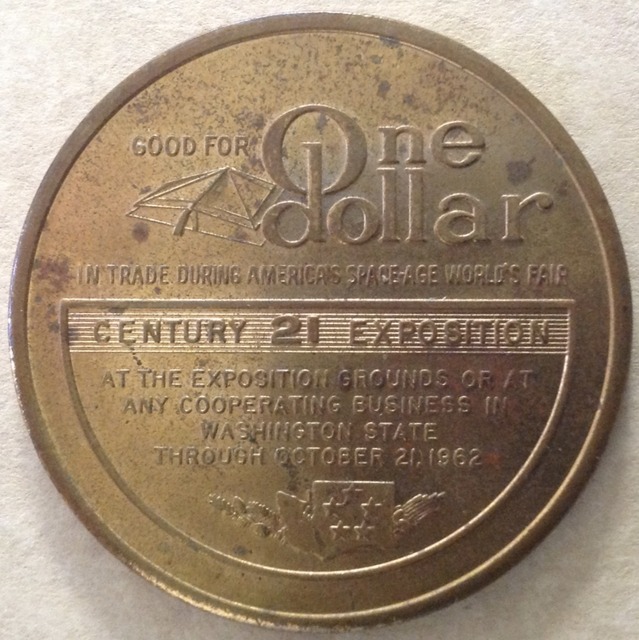 GOOD FOR One
dollar
IN TRADE DURING AMERICA'S SPACE-AGE WORLD'S FAIR
CENTURY 21 EXPOSITION
AT THE EXPOSITION GROUNDS OR AT
ANY COOPERATING BUSINESS IN
WASHINGTON STATE
THROUGH OCTOBER 21, 1962